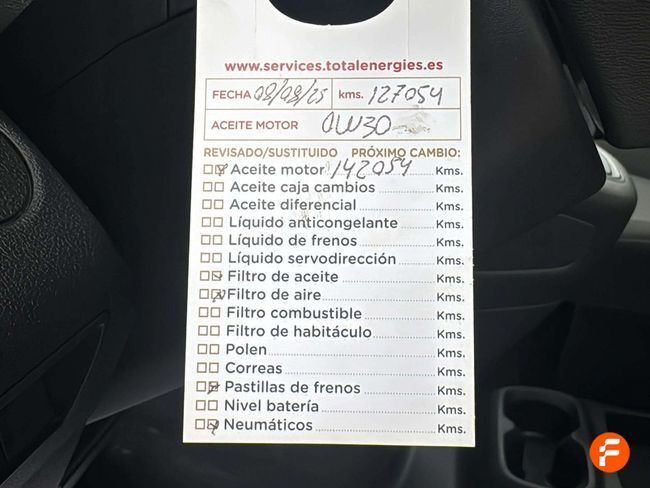 www.services.totalenergies.es
FECHA 08/08/25 kms. 127054
ACEITE MOTOR 0W30
REVISADO/SUSTITUIDO PRÓXIMO CAMBIO:
Aceite motor 142054 Kms.
Aceite caja cambios Kms.
Aceite diferencial Kms.
Líquido anticongelante Kms.
Líquido de frenos Kms.
Líquido servodirección Kms.
Filtro de aceite Kms.
Filtro de aire Kms.
Filtro combustible Kms.
Filtro de habitáculo Kms.
Polen Kms.
Correas Kms.
Pastillas de frenos Kms.
Nivel batería Kms.
Neumáticos Kms.